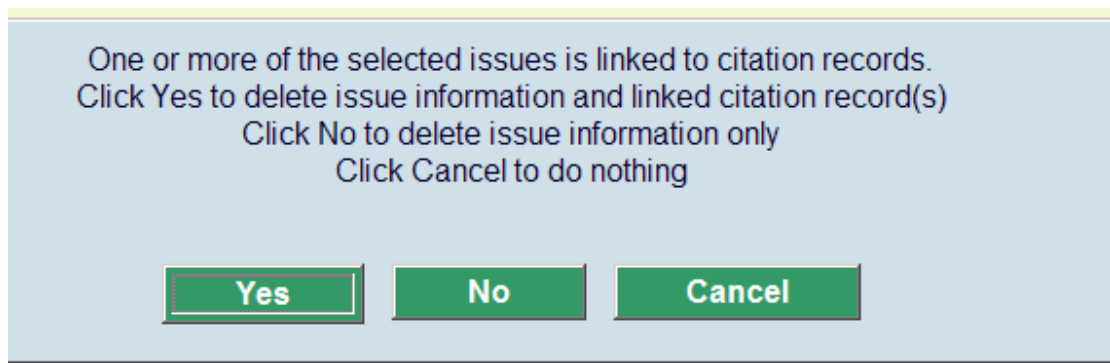 One or more of the selected issues is linked to citation records.
Click Yes to delete issue information and linked citation record(s)
Click No to delete issue information only
Click Cancel to do nothing
Yes No Cancel